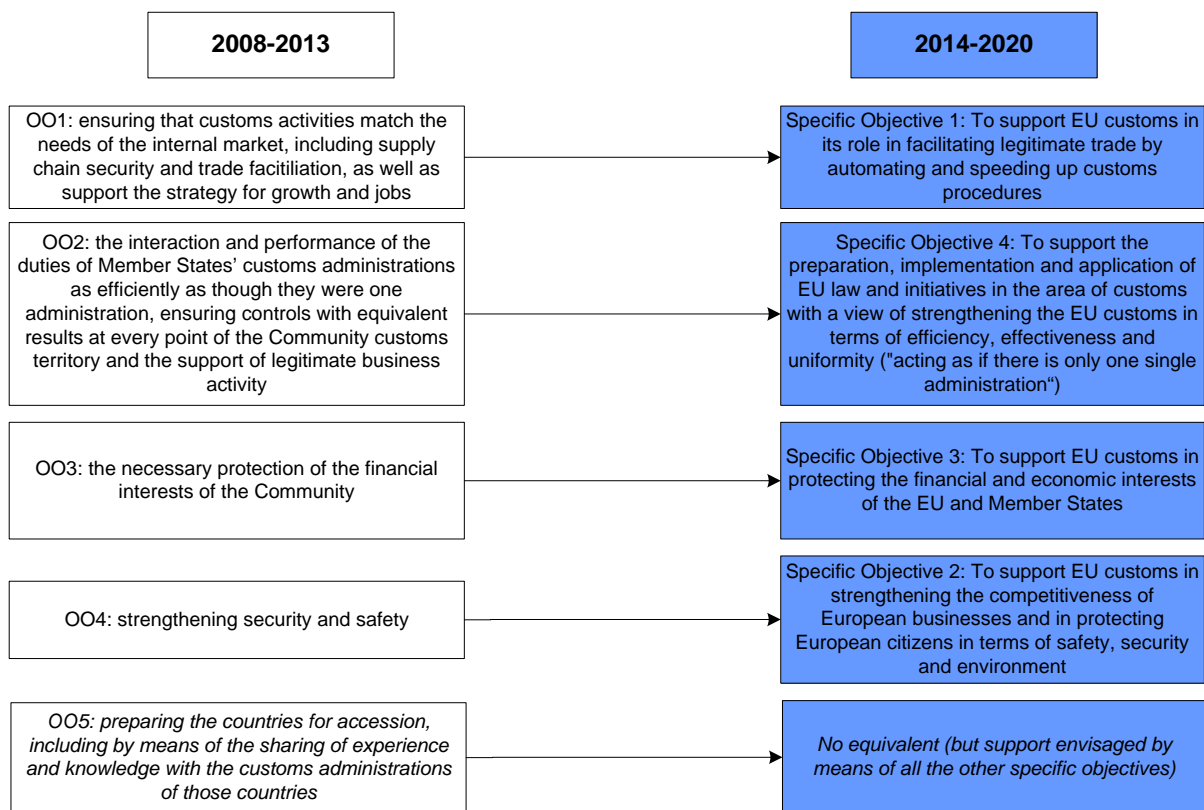 2008-2013
2014-2020
OO1: ensuring that customs activities match the
needs of the internal market, including supply
chain security and trade facitiliation, as well as
support the strategy for growth and jobs
Specific Objective 1: To support EU customs in
its role in facilitating legitimate trade by
automating and speeding up customs
procedures
OO2: the interaction and performance of the
duties of Member States’ customs administrations
as efficiently as though they were one
administration, ensuring controls with equivalent
results at every point of the Community customs
territory and the support of legitimate business
activity
Specific Objective 4: To support the
preparation, implementation and application of
EU law and initiatives in the area of customs
with a view of strengthening the EU customs in
terms of efficiency, effectiveness and
uniformity ("acting as if there is only one single
administration“)
OO3: the necessary protection of the financial
interests of the Community
Specific Objective 3: To support EU customs in
protecting the financial and economic interests
of the EU and Member States
OO4: strengthening security and safety
Specific Objective 2: To support EU customs in
strengthening the competitiveness of
European businesses and in protecting
European citizens in terms of safety, security
and environment
OO5: preparing the countries for accession,
including by means of the sharing of experience
and knowledge with the customs administrations
of those countries
No equivalent (but support envisaged by
means of all the other specific objectives)